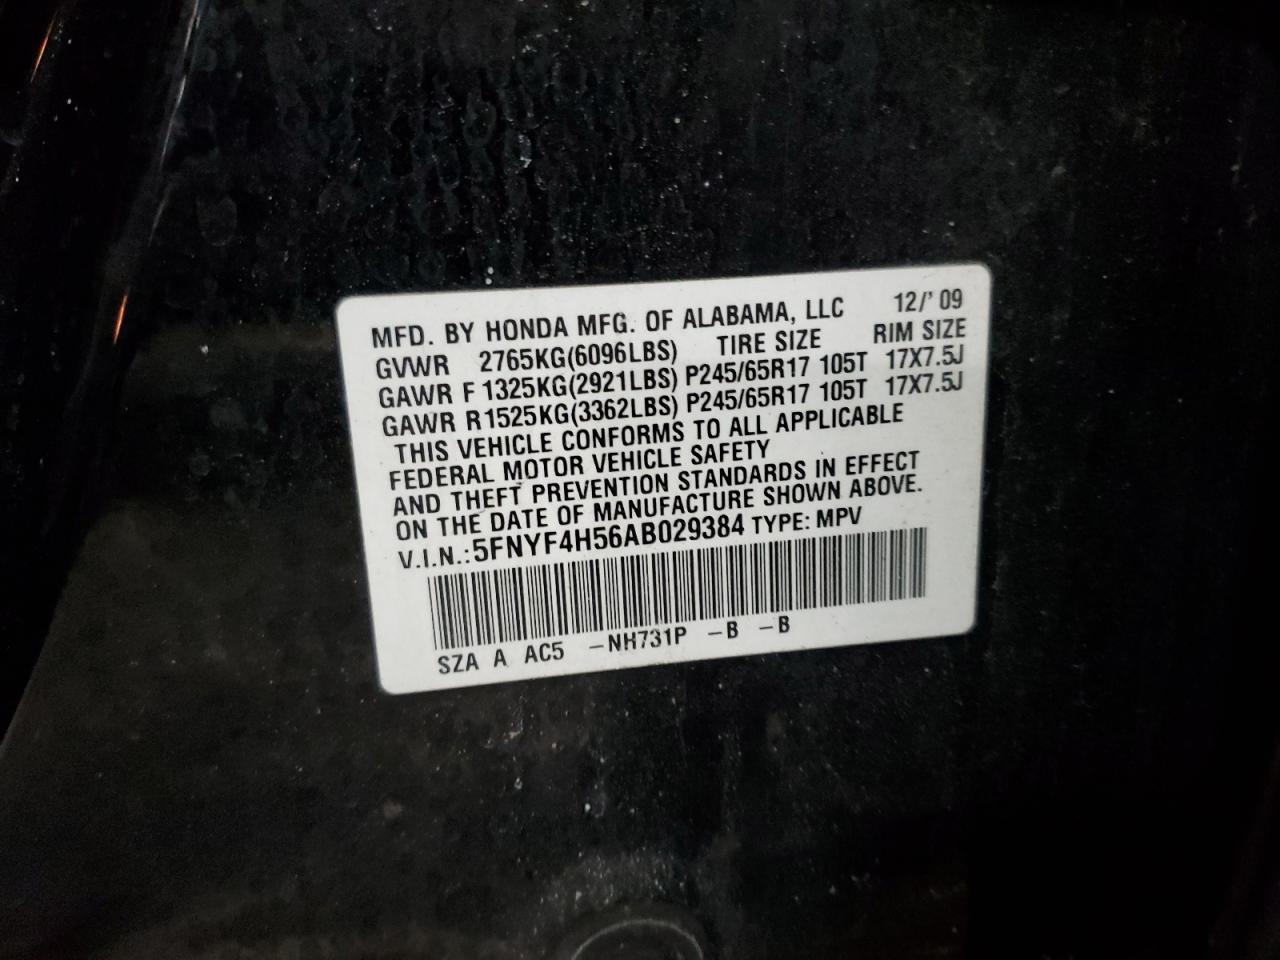 MFD. BY HONDA MFG. OF ALABAMA, LLC 12/'09
GVWR 2765KG(6096LBS) TIRE SIZE RIM SIZE
GAWR F 1325KG(2921LBS) P245/65R17 105T 17X7.5J
GAWR R1525KG(3362LBS) P245/65R17 105T 17X7.5J
THIS VEHICLE CONFORMS TO ALL APPLICABLE
FEDERAL MOTOR VEHICLE SAFETY
AND THEFT PREVENTION STANDARDS IN EFFECT
ON THE DATE OF MANUFACTURE SHOWN ABOVE.
V.I.N.:5FNYF4H56AB029384 TYPE: MPV
SZA A AC5 -NH731P -B -B